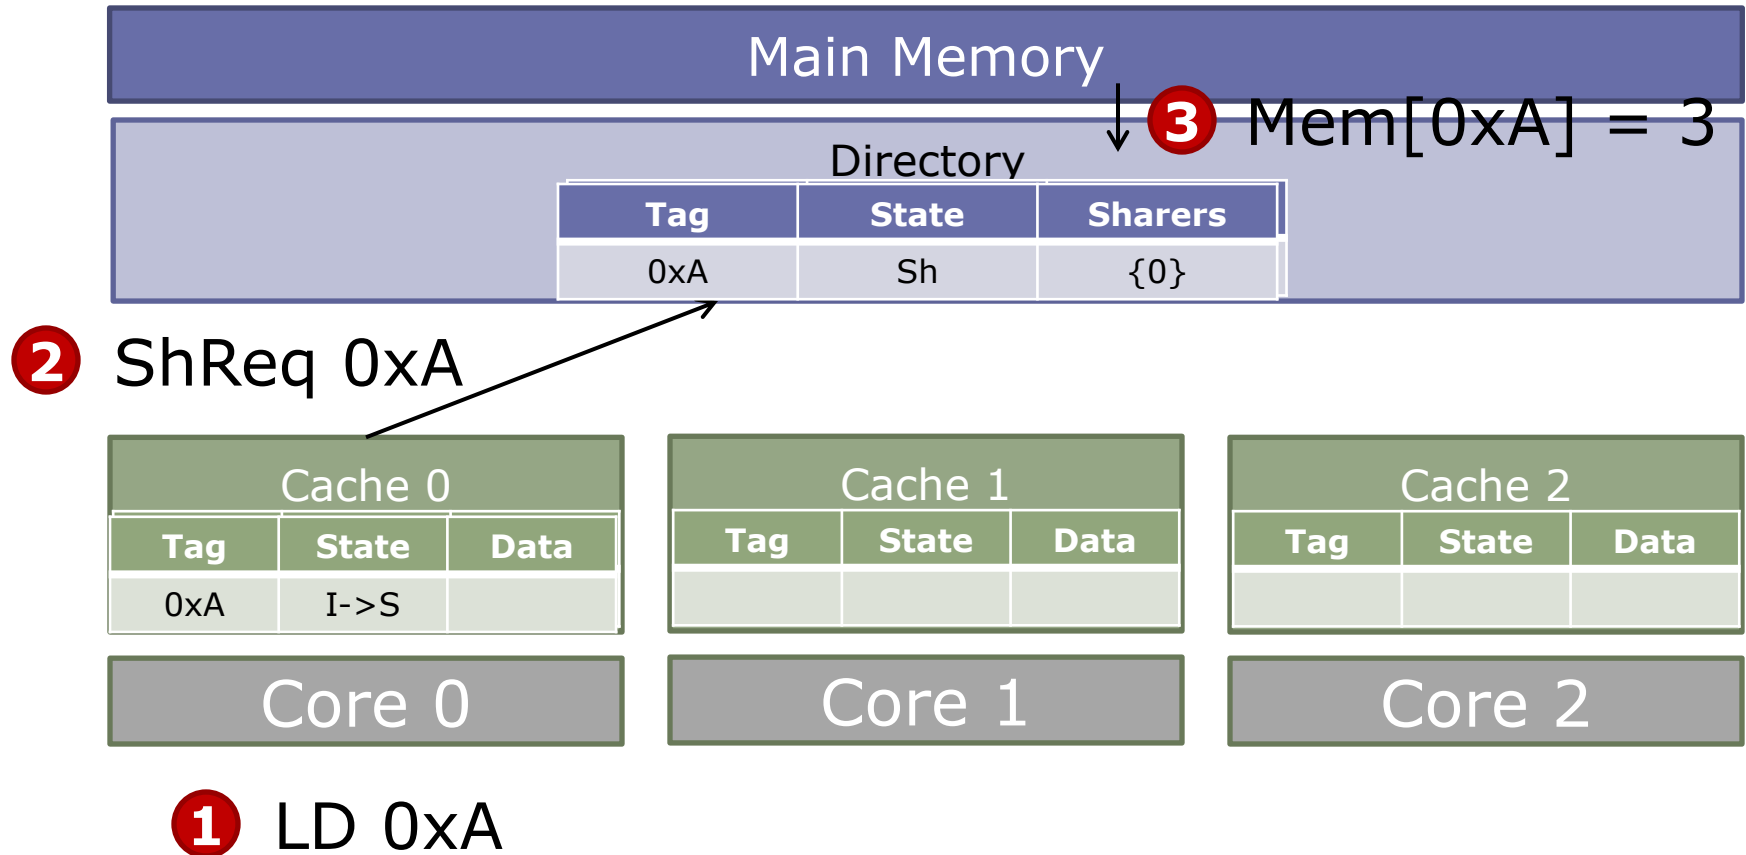 Main Memory
3 Mem[0xA] = 3
Directory
Tag State Sharers
0xA Sh {0}
2 ShReq 0xA
Cache 0 Cache 1 Cache 2
Tag State Data Tag State Data Tag State Data
0xA I->S
Core 0 Core 1 Core 2
1 LD 0xA